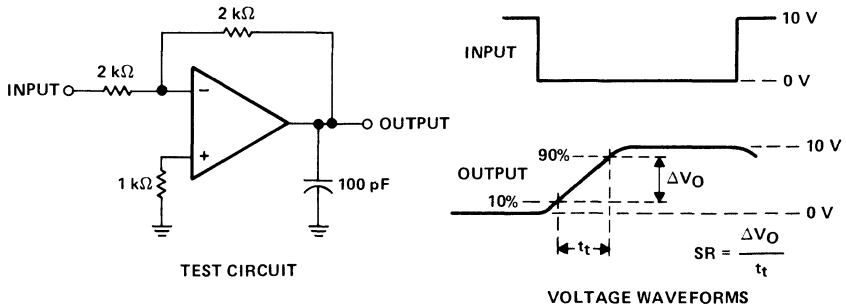 2 kΩ
2 kΩ
INPUT
−
+
OUTPUT
1 kΩ
100 pF
TEST CIRCUIT
10 V
INPUT
0 V
10 V
90%
OUTPUT
ΔVO
10%
0 V
tt
SR = ΔVO / tt
VOLTAGE WAVEFORMS